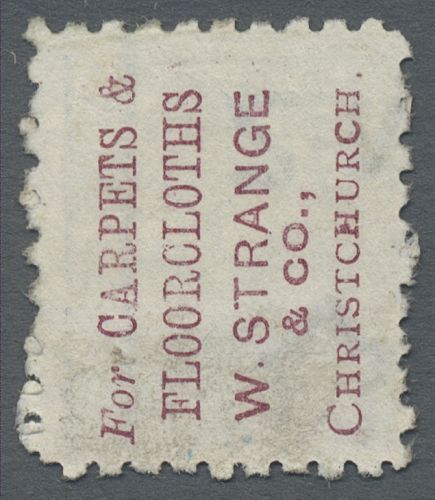 For CARPETS &
FLOORCLOTHS
W. STRANGE
& CO.,
CHRISTCHURCH.